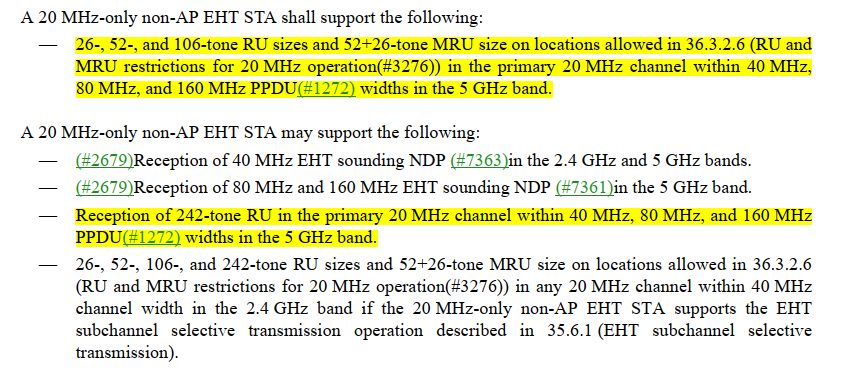 A 20 MHz-only non-AP EHT STA shall support the following:
— 26-, 52-, and 106-tone RU sizes and 52+26-tone MRU size on locations allowed in 36.3.2.6 (RU and
MRU restrictions for 20 MHz operation(#3276)) in the primary 20 MHz channel within 40 MHz,
80 MHz, and 160 MHz PPDU(#1272) widths in the 5 GHz band.
A 20 MHz-only non-AP EHT STA may support the following:
— (#2679)Reception of 40 MHz EHT sounding NDP (#7363)in the 2.4 GHz and 5 GHz bands.
— (#2679)Reception of 80 MHz and 160 MHz EHT sounding NDP (#7361)in the 5 GHz band.
— Reception of 242-tone RU in the primary 20 MHz channel within 40 MHz, 80 MHz, and 160 MHz
PPDU(#1272) widths in the 5 GHz band.
— 26-, 52-, 106-, and 242-tone RU sizes and 52+26-tone MRU size on locations allowed in 36.3.2.6
(RU and MRU restrictions for 20 MHz operation(#3276)) in any 20 MHz channel within 40 MHz
channel width in the 2.4 GHz band if the 20 MHz-only non-AP EHT STA supports the EHT
subchannel selective transmission operation described in 35.6.1 (EHT subchannel selective
transmission).